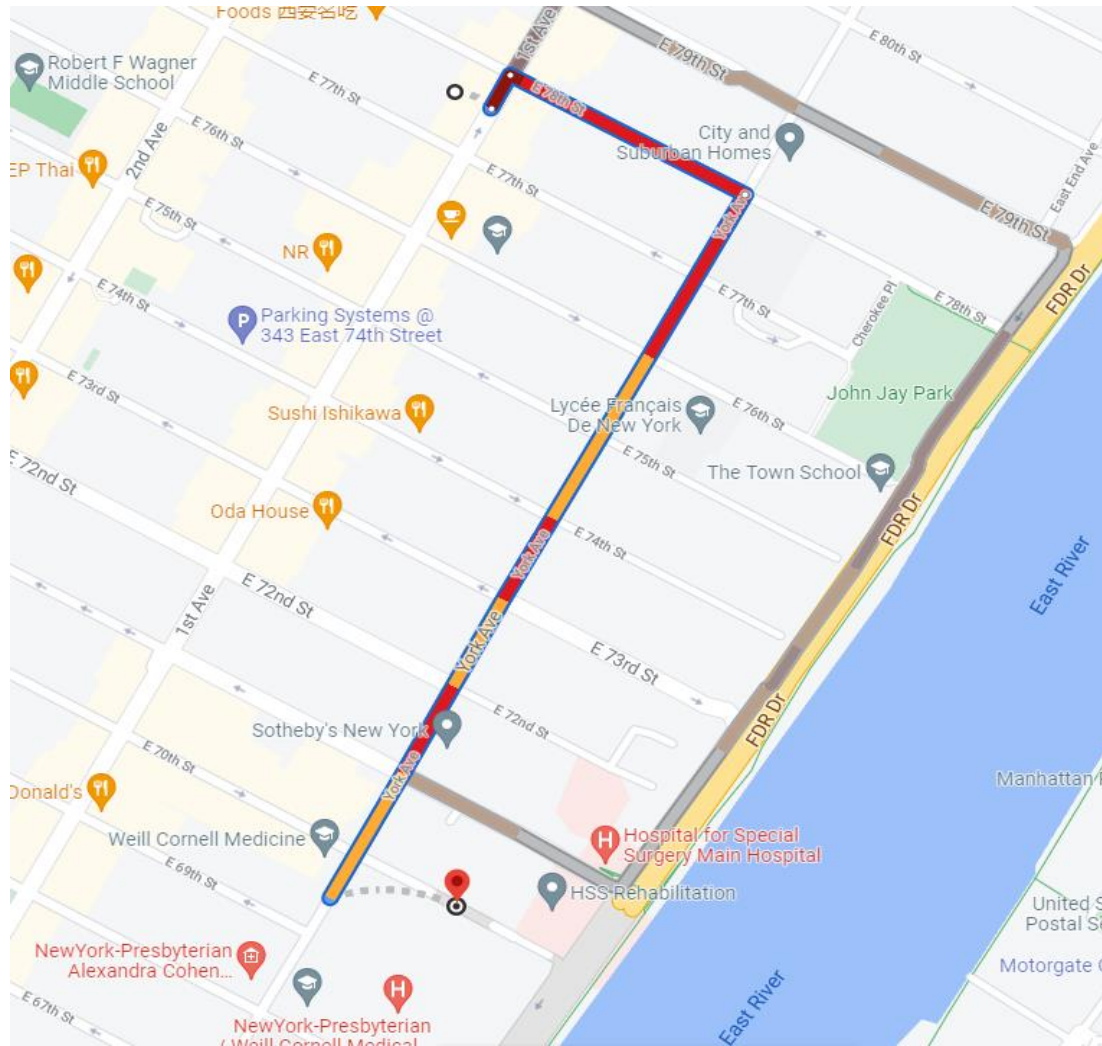 Foods 西安名吃
1st Ave
E 79th St
E 80th St
Robert F Wagner
Middle School
E 77th St
E 78th St
City and
Suburban Homes
East End Ave
2nd Ave
E 76th St
EP Thai
E 77th St
York Ave
E 79th St
E 75th St
NR
FDR Dr
E 74th St
E 77th St
Cherokee Pl
E 78th St
Parking Systems @
343 East 74th Street
P
E 73rd St
John Jay Park
Sushi Ishikawa
Lycée Français
De New York
E 76th St
E 72nd St
E 75th St
The Town School
Oda House
FDR Dr
York Ave
E 74th St
East River
E 72nd St
1st Ave
York Ave
E 73rd St
Sotheby's New York
E 72nd St
FDR Dr
E 70th St
York Ave
Manhattan
Donald's
Weill Cornell Medicine
H
Hospital for Special
Surgery Main Hospital
E 69th St
HSS Rehabilitation
United S
Postal Se
NewYork-Presbyterian
Alexandra Cohen...
Motorgate
East River
H
E 67th St
NewYork-Presbyterian
/ Weill Cornell Medical